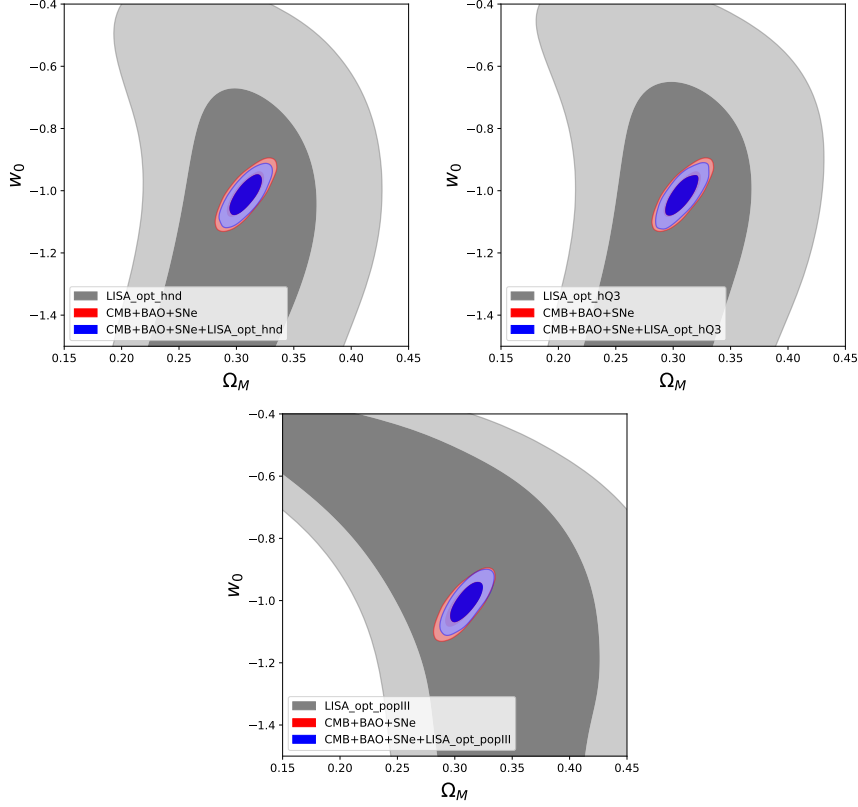 −0.4
−0.6
−0.8
−1.0
−1.2
−1.4
w0
LISA_opt_hnd
CMB+BAO+SNe
CMB+BAO+SNe+LISA_opt_hnd
0.15 0.20 0.25 0.30 0.35 0.40 0.45
ΩM
−0.4
−0.6
−0.8
−1.0
−1.2
−1.4
w0
LISA_opt_hQ3
CMB+BAO+SNe
CMB+BAO+SNe+LISA_opt_hQ3
0.15 0.20 0.25 0.30 0.35 0.40 0.45
ΩM
−0.4
−0.6
−0.8
−1.0
−1.2
−1.4
w0
LISA_opt_popIII
CMB+BAO+SNe
CMB+BAO+SNe+LISA_opt_popIII
0.15 0.20 0.25 0.30 0.35 0.40 0.45
ΩM